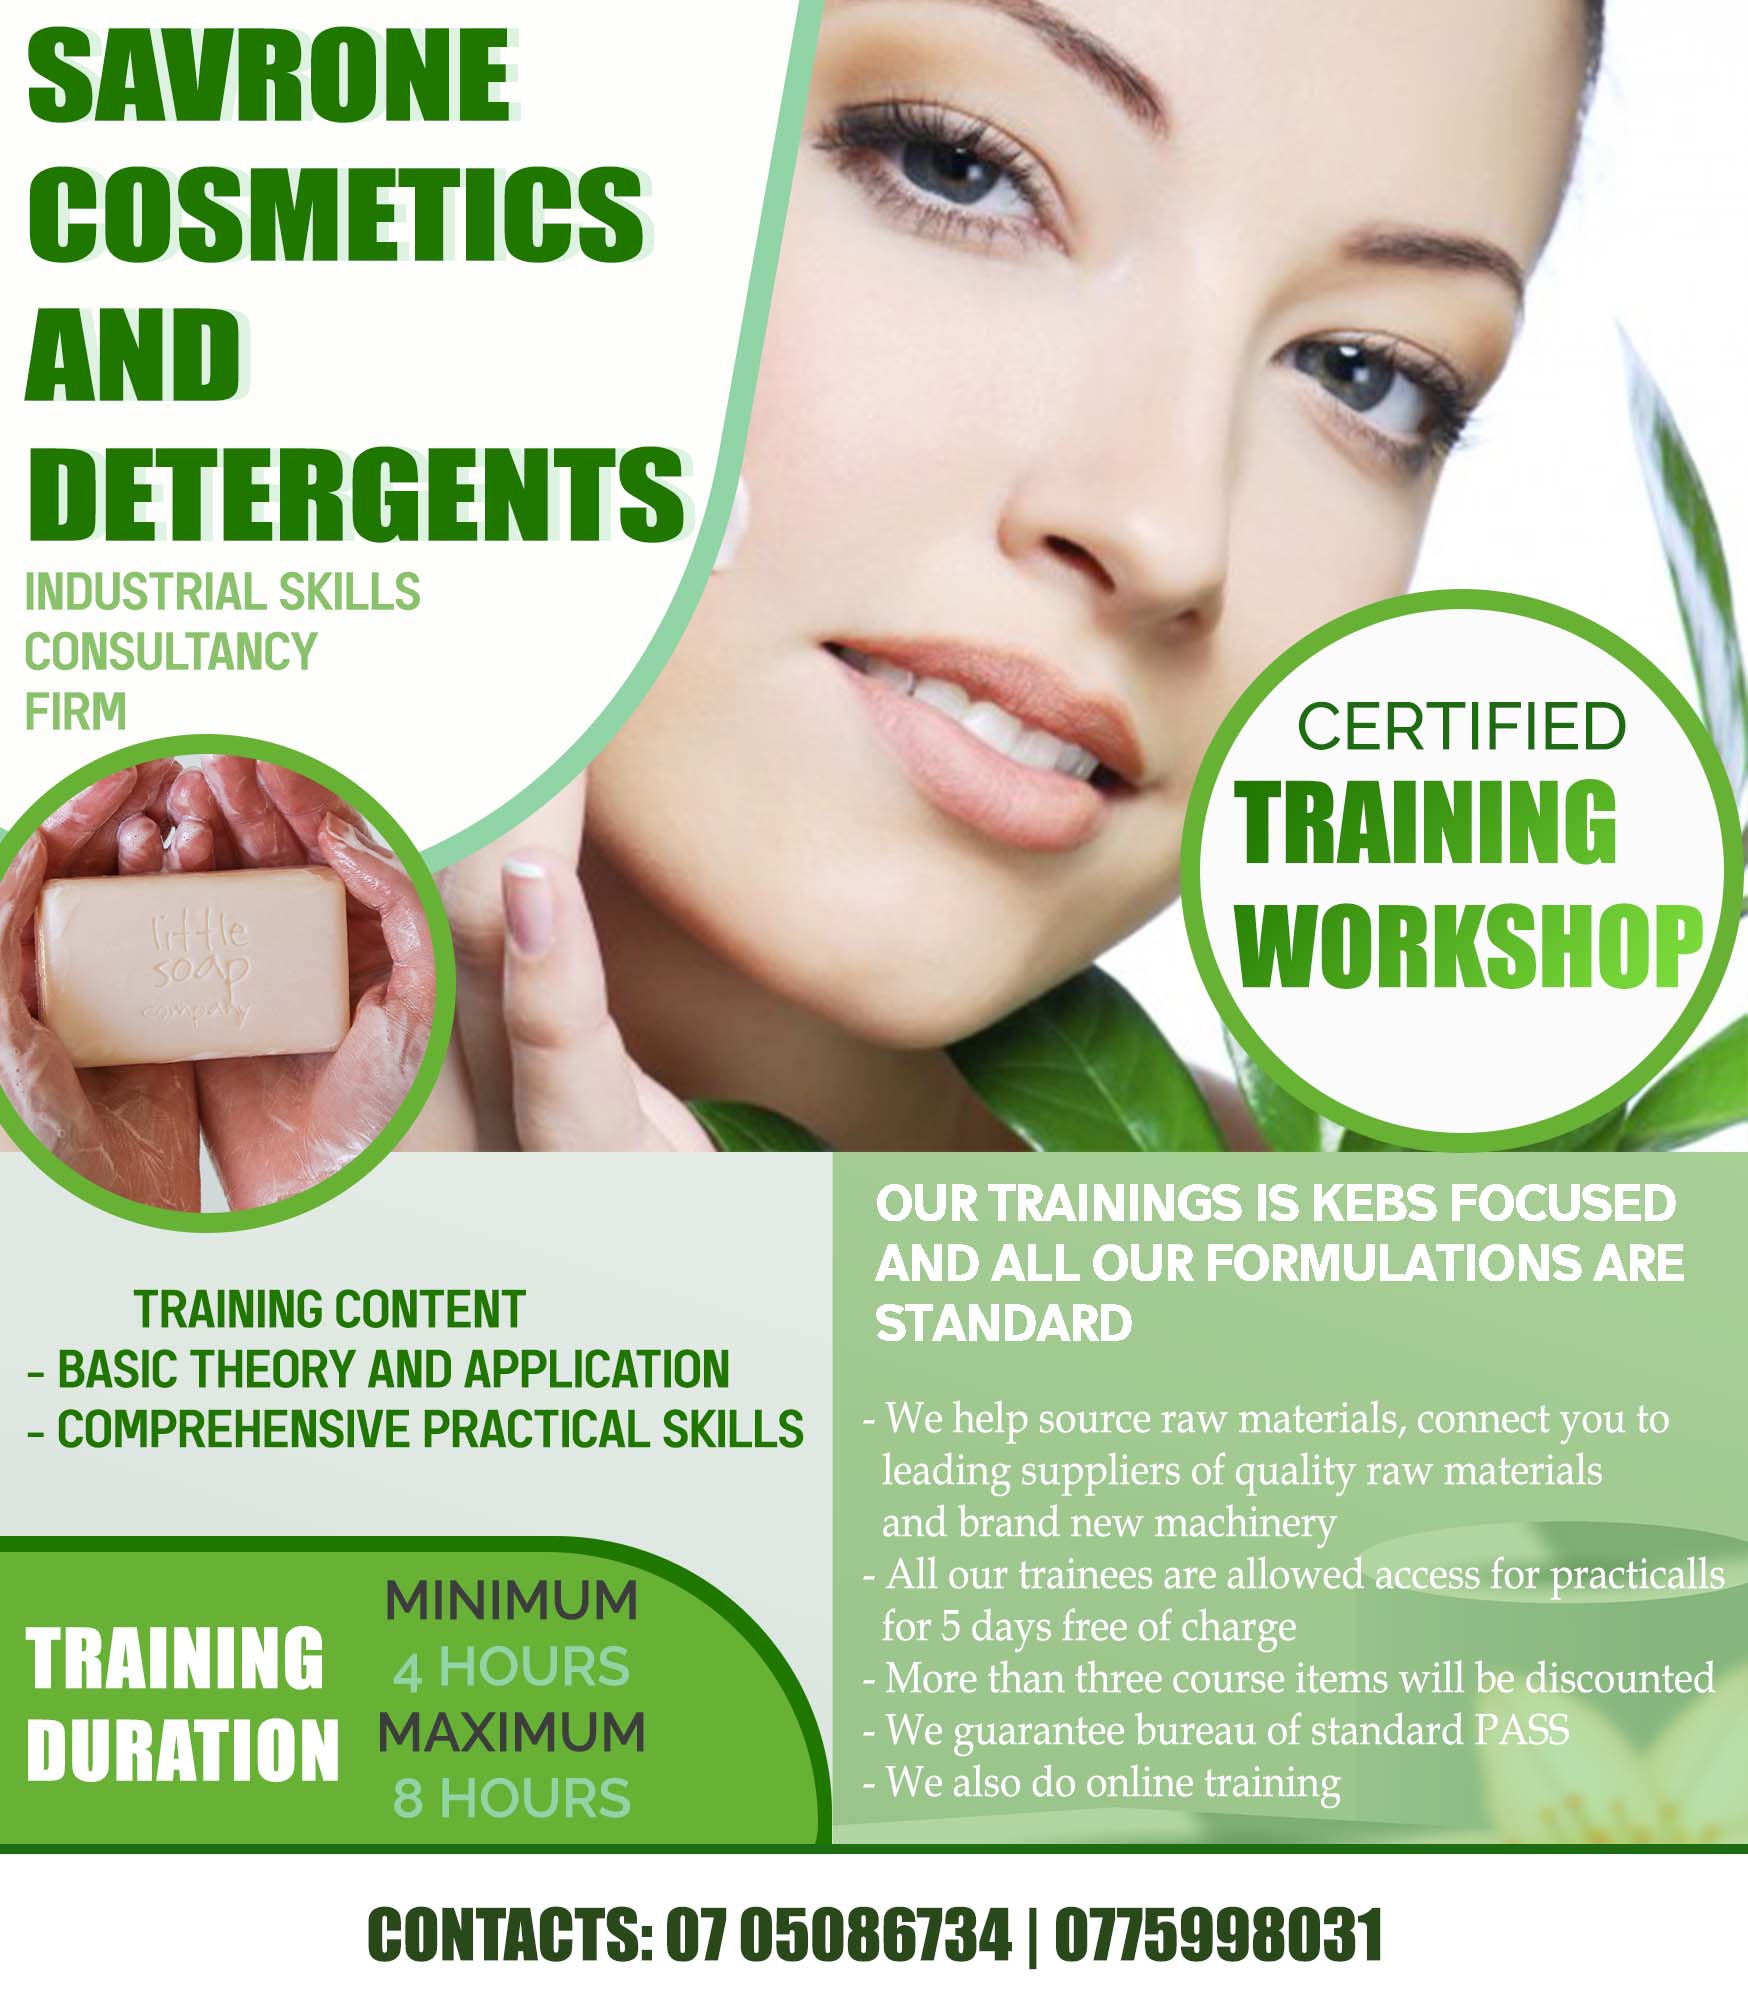 SAVRONE
COSMETICS
AND
DETERGENTS
INDUSTRIAL SKILLS
CONSULTANCY
FIRM
CERTIFIED
TRAINING
WORKSHOP
little
soap
company
TRAINING CONTENT
- BASIC THEORY AND APPLICATION
- COMPREHENSIVE PRACTICAL SKILLS
TRAINING
DURATION
MINIMUM
4 HOURS
MAXIMUM
8 HOURS
OUR TRAININGS IS KEBS FOCUSED
AND ALL OUR FORMULATIONS ARE
STANDARD
- We help source raw materials, connect you to
leading suppliers of quality raw materials
and brand new machinery
- All our trainees are allowed access for practicalls
for 5 days free of charge
- More than three course items will be discounted
- We guarantee bureau of standard PASS
- We also do online training
CONTACTS: 07 05086734 | 0775998031